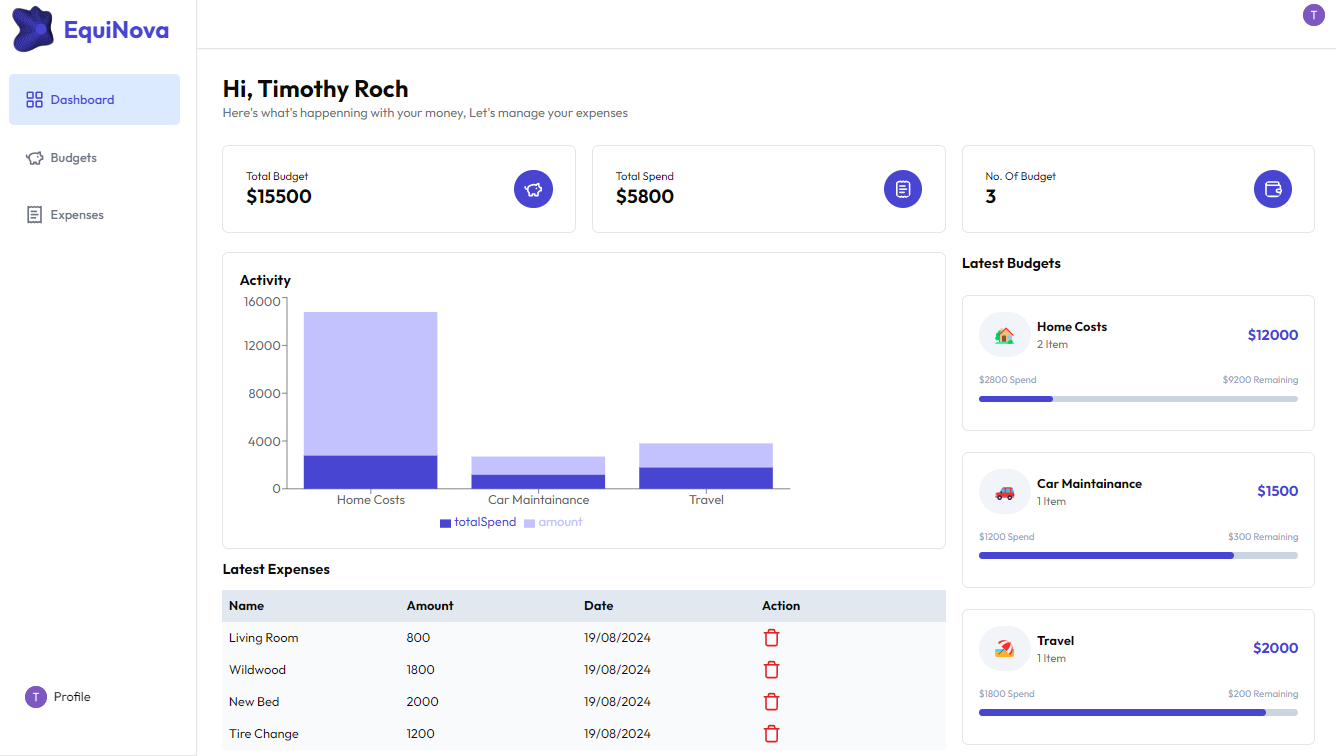 EquiNova
T
Dashboard
Budgets
Expenses
T Profile
Hi, Timothy Roch
Here's what's happenning with your money, Let's manage your expenses
Total Budget
$15500
Total Spend
$5800
No. Of Budget
3
Activity
16000
12000
8000
4000
0
Home Costs Car Maintainance Travel
totalSpend amount
Latest Expenses
Name Amount Date Action
Living Room 800 19/08/2024
Wildwood 1800 19/08/2024
New Bed 2000 19/08/2024
Tire Change 1200 19/08/2024
Latest Budgets
Home Costs
2 Item
$12000
$2800 Spend $9200 Remaining
Car Maintainance
1 Item
$1500
$1200 Spend $300 Remaining
Travel
1 Item
$2000
$1800 Spend $200 Remaining